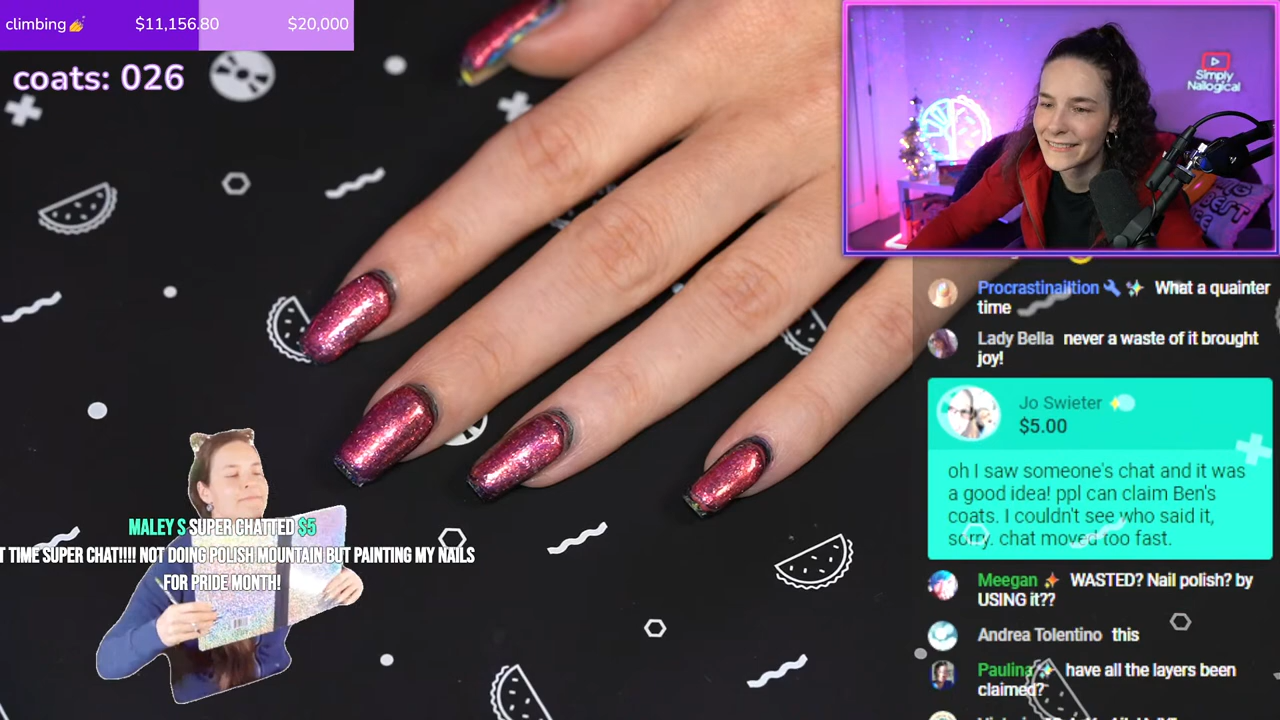 climbing💅 $11,156.80 $20,000
coats: 026
Simply
Nailogical
Procrastinailtion 🔧 ✨ What a quainter
time
Lady Bella never a waste of it brought
joy!
Jo Swieter
$5.00
oh I saw someone's chat and it was
a good idea! ppl can claim Ben's
coats. I couldn't see who said it,
sorry. chat moved too fast.
Meegan WASTED? Nail polish? by
USING it??
Andrea Tolentino this
Paulina have all the layers been
claimed?
MALEY S SUPER CHATTED $5
T TIME SUPER CHAT!!!! NOT DOING POLISH MOUNTAIN BUT PAINTING MY NAILS
FOR PRIDE MONTH!